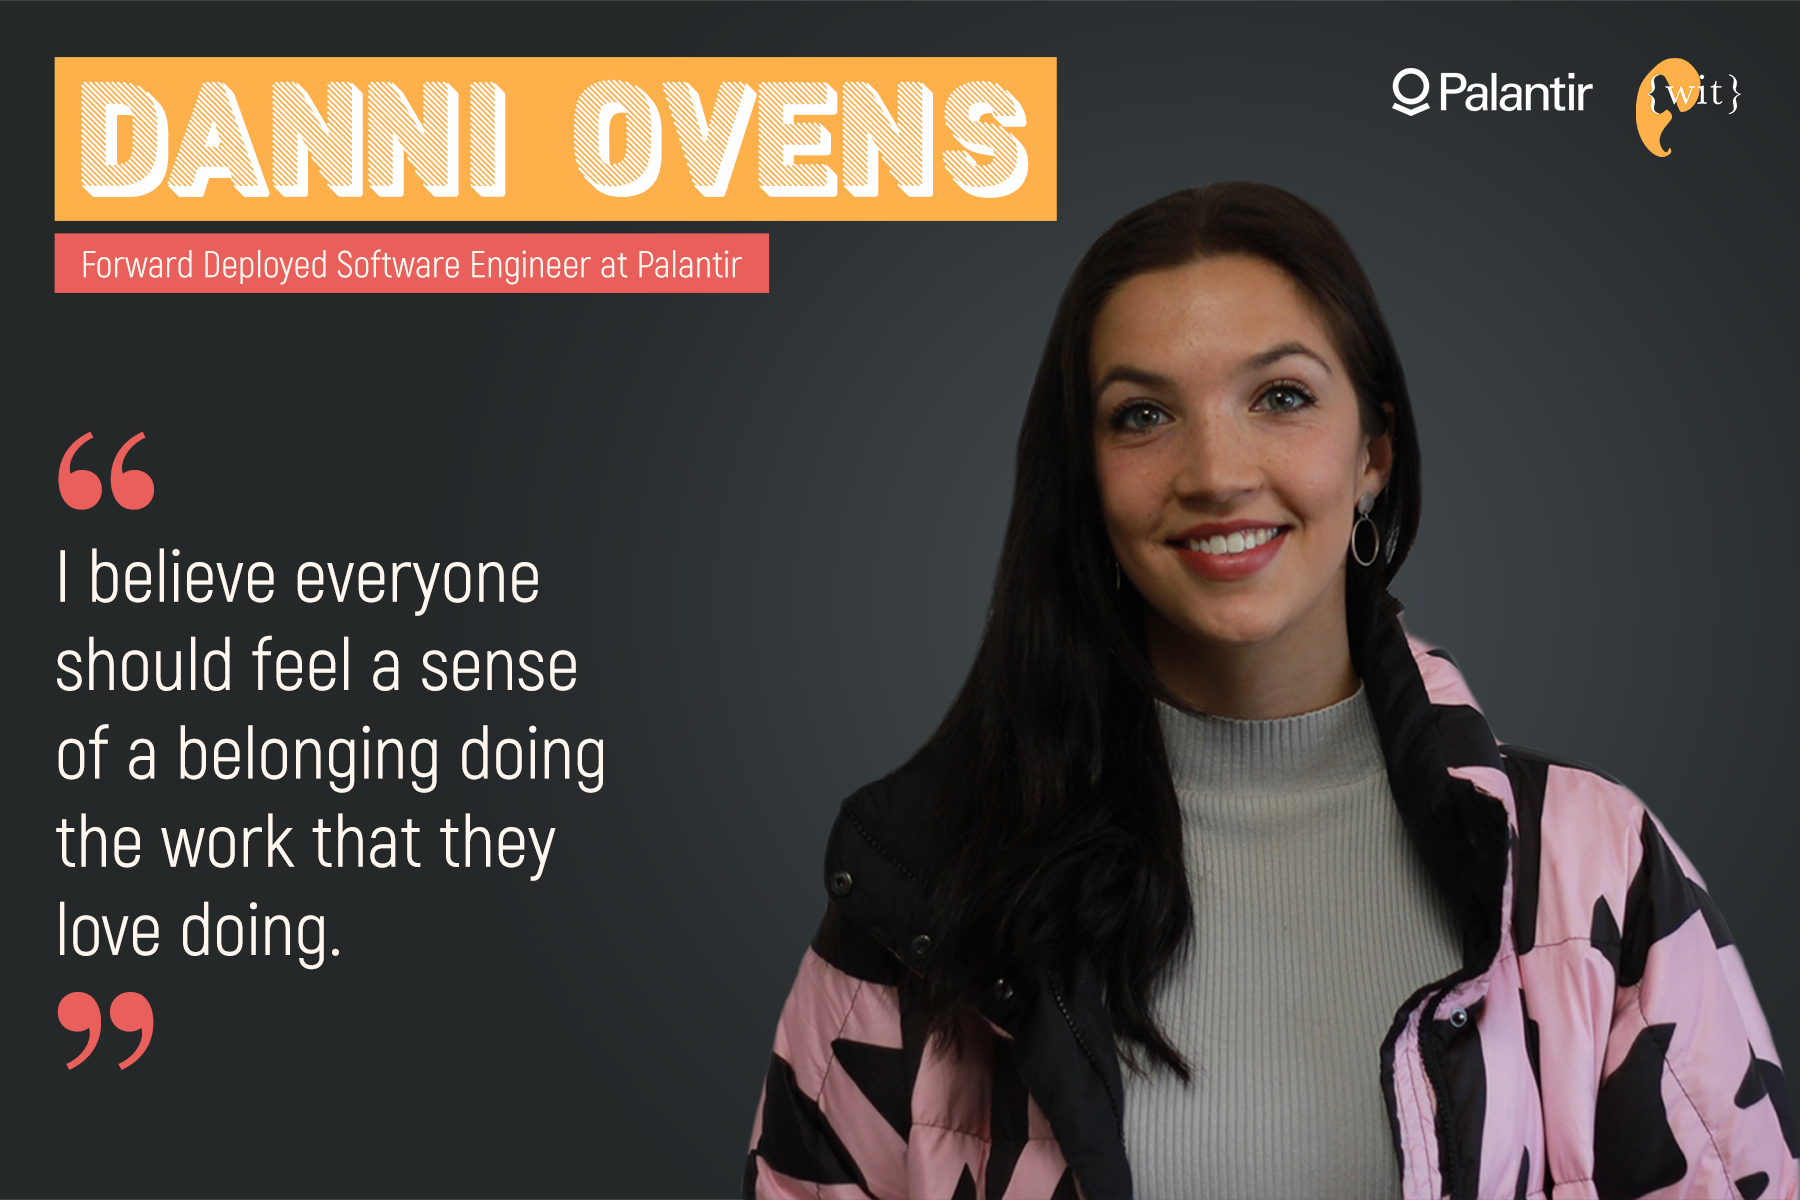 DANNI OVENS
Palantir
{wit}
Forward Deployed Software Engineer at Palantir
“
I believe everyone
should feel a sense
of a belonging doing
the work that they
love doing.
”